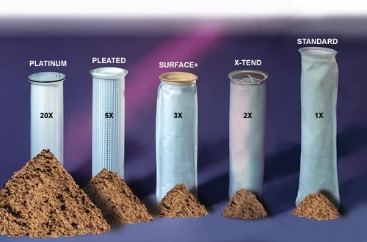 PLATINUM
PLEATED
SURFACE+
X-TEND
STANDARD
20X
5X
3X
2X
1X